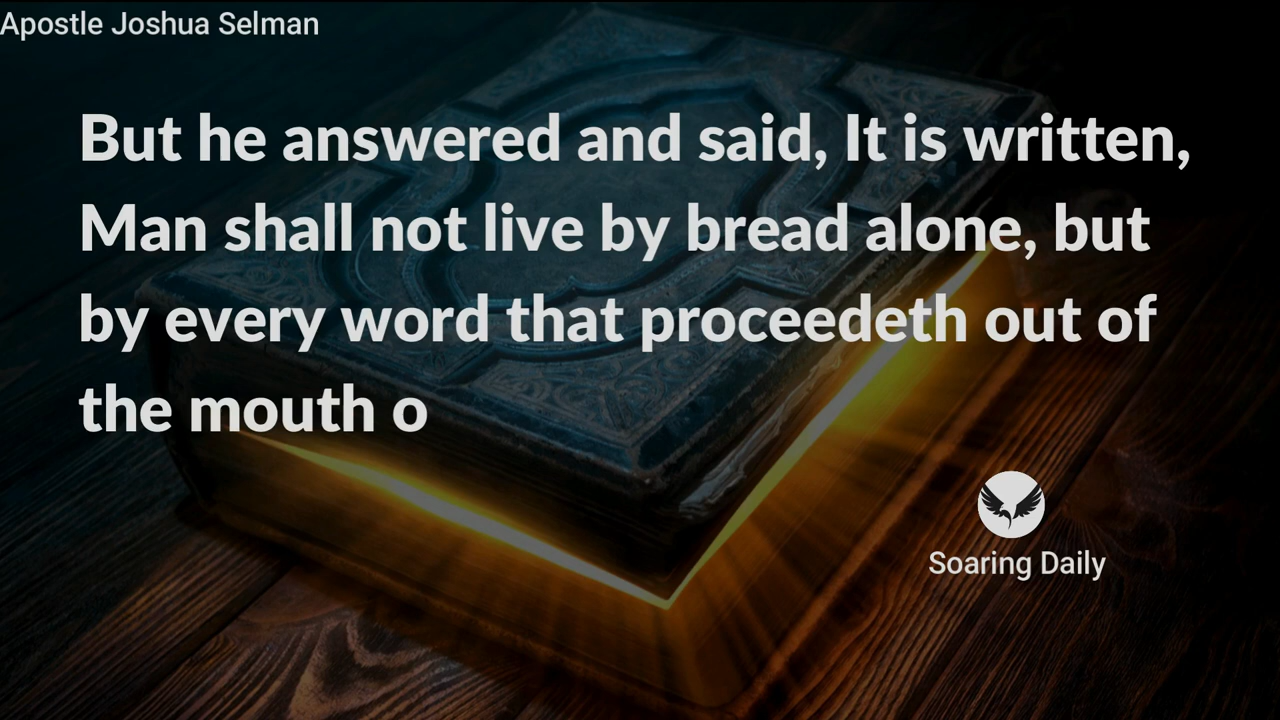 Apostle Joshua Selman
But he answered and said, It is written,
Man shall not live by bread alone, but
by every word that proceedeth out of
the mouth o
Soaring Daily